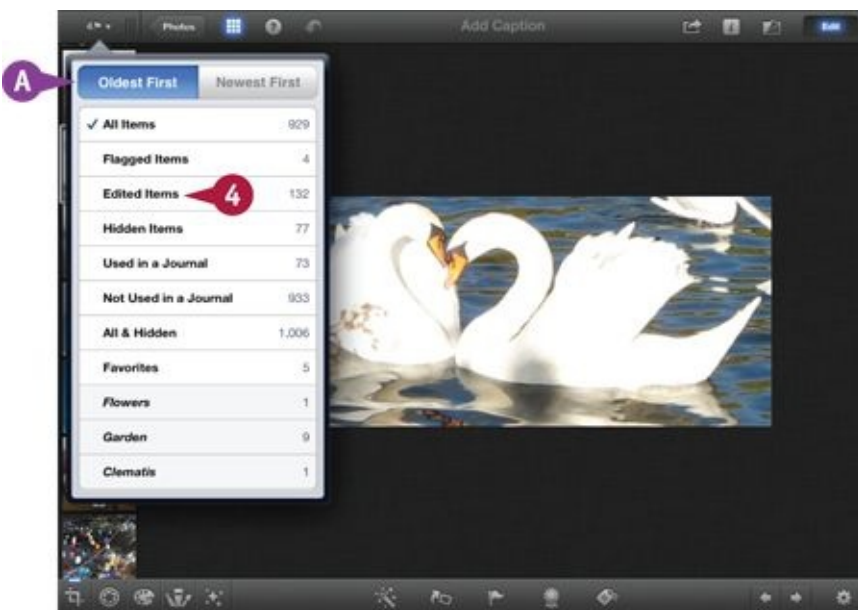 Photos ? Add Caption Edit
A
Oldest First Newest First
✓ All Items 929
Flagged Items 4
Edited Items 4 132
Hidden Items 77
Used in a Journal 73
Not Used in a Journal 933
All & Hidden 1,006
Favorites 5
Flowers 1
Garden 9
Clematis 1